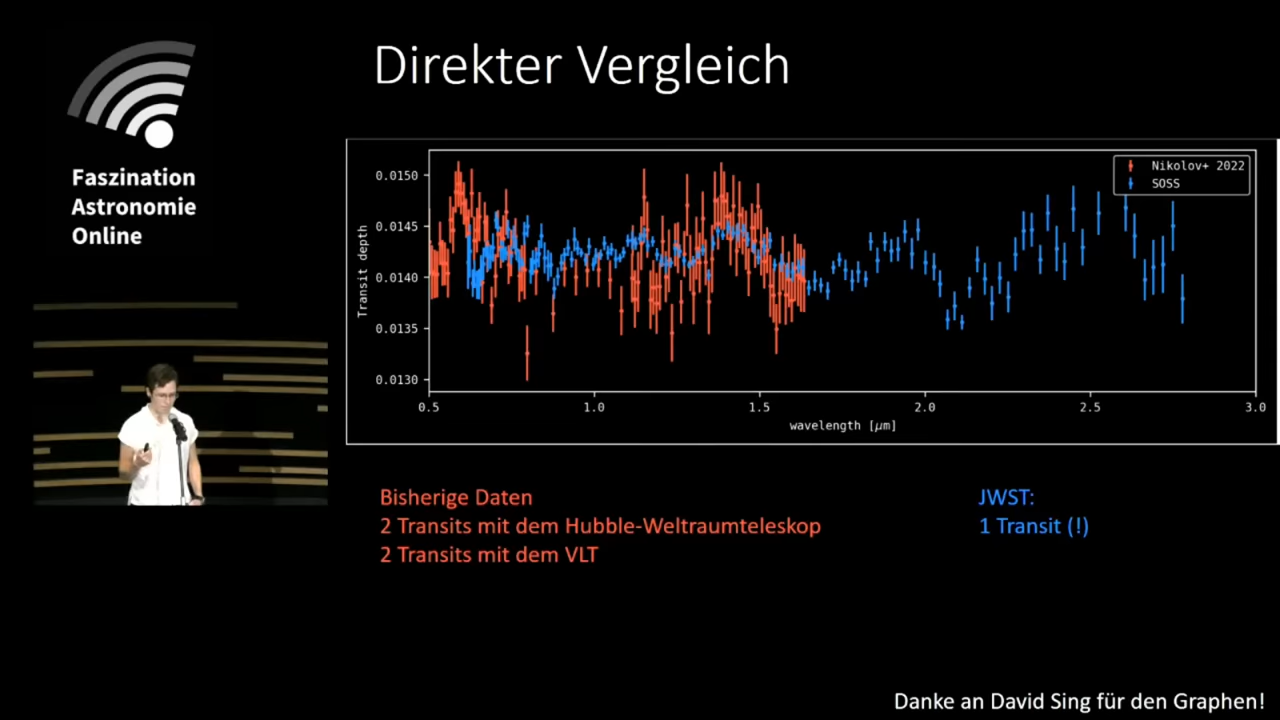 Direkter Vergleich
Faszination
Astronomie
Online
Nikolov+ 2022
SOSS
Transit depth
0.0150
0.0145
0.0140
0.0135
0.0130
0.5
1.0
1.5
2.0
2.5
3.0
wavelength [μm]
Bisherige Daten
2 Transits mit dem Hubble-Weltraumteleskop
2 Transits mit dem VLT
JWST:
1 Transit (!)
Danke an David Sing für den Graphen!